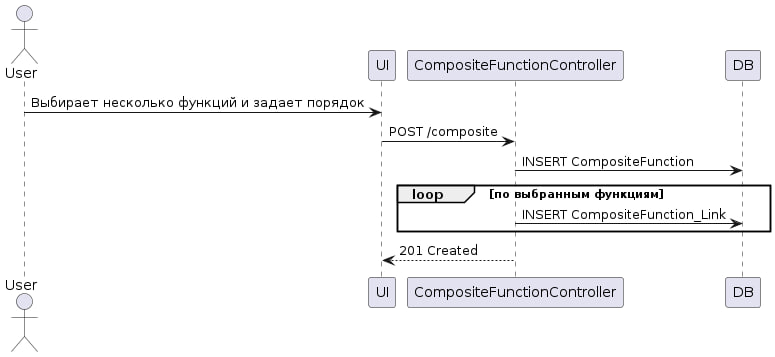 User
UI
CompositeFunctionController
DB
Выбирает несколько функций и задает порядок
POST /composite
INSERT CompositeFunction
loop
[по выбранным функциям]
INSERT CompositeFunction_Link
201 Created
User
UI
CompositeFunctionController
DB